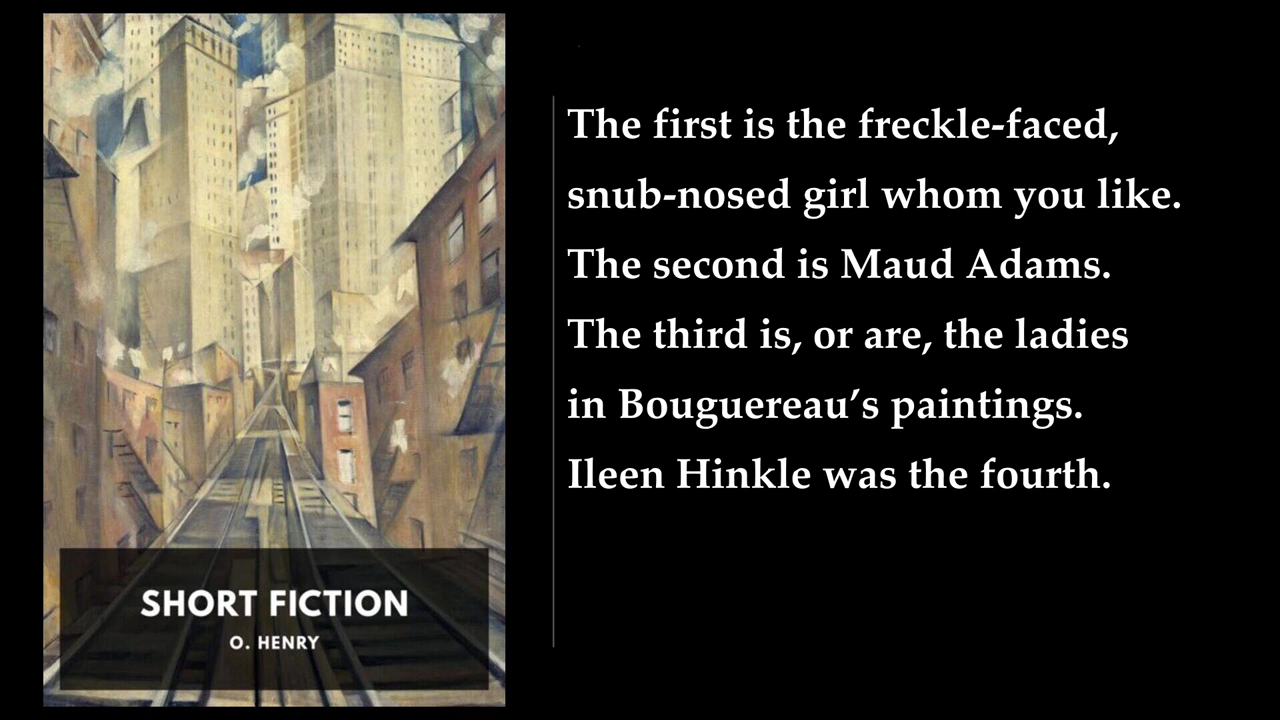 The first is the freckle-faced,
snub-nosed girl whom you like.
The second is Maud Adams.
The third is, or are, the ladies
in Bouguereau’s paintings.
Ileen Hinkle was the fourth.
SHORT FICTION
O. HENRY